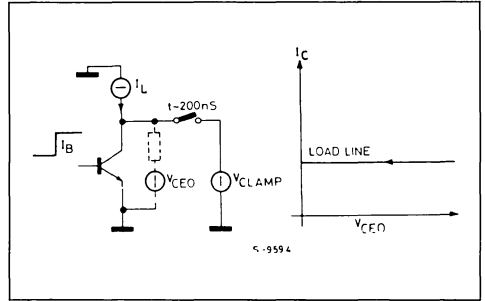 I_C
I_L
t~200nS
I_B
LOAD LINE
V_CEO
V_CLAMP
V_CEO
S-9594